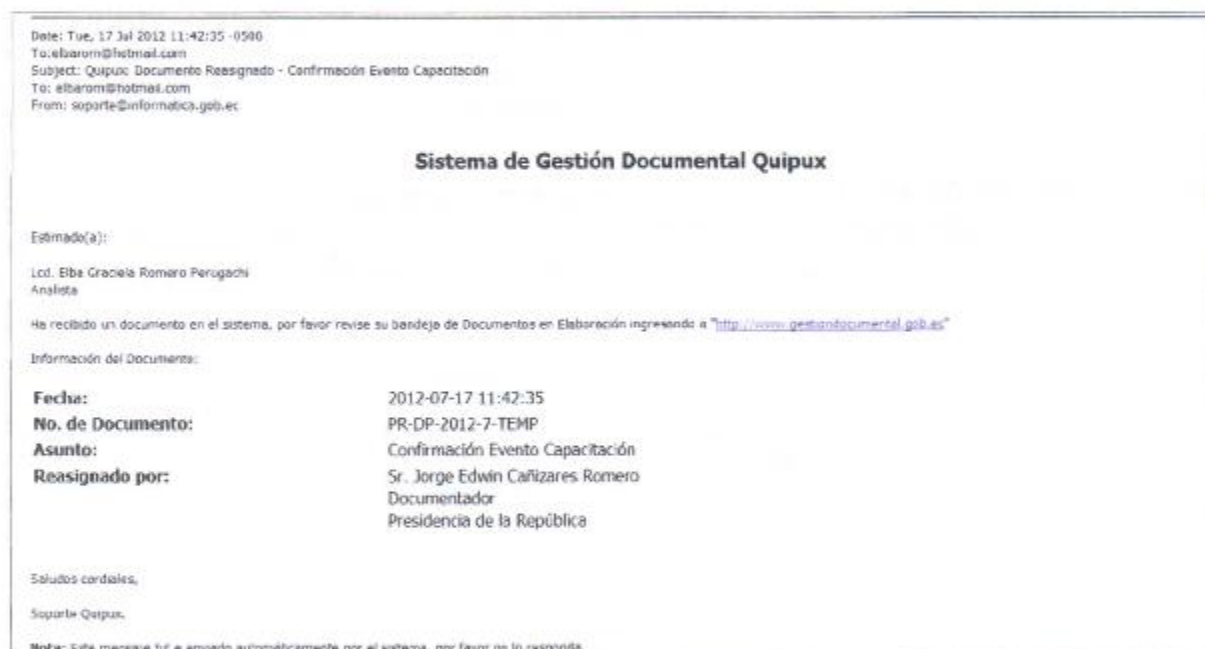 Date: Tue, 17 Jul 2012 11:42:35 -0500
To:elbarom@hotmail.com
Subject: Quipux: Documento Reasignado - Confirmación Evento Capacitación
To: elbarom@hotmail.com
From: soporte@informatica.gob.ec
Sistema de Gestión Documental Quipux
Estimado(a):
Lcd. Elba Graciela Romero Perugachi
Analista
Ha recibido un documento en el sistema, por favor revise su bandeja de Documentos en Elaboración ingresando a "http://www.gestiondocumental.gob.ec"
Información del Documento:
Fecha: 2012-07-17 11:42:35
No. de Documento: PR-DP-2012-7-TEMP
Asunto: Confirmación Evento Capacitación
Reasignado por: Sr. Jorge Edwin Cañizares Romero
Documentador
Presidencia de la República
Saludos cordiales,
Soporte Quipux.
Nota: Este mensaje fue enviado automáticamente por el sistema, por favor no lo responda.